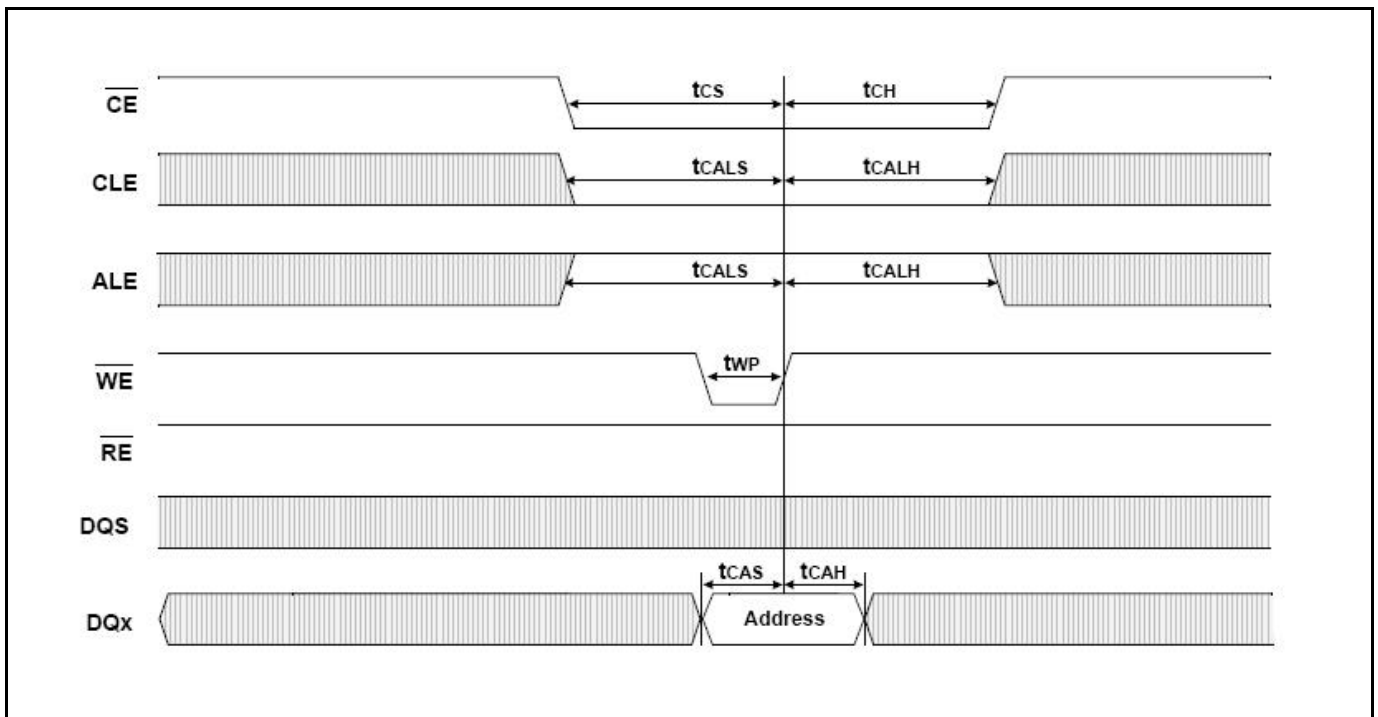 CE tCS tCH
CLE tCALS tCALH
ALE tCALS tCALH
WE tWP
RE
DQS
tCAS tCAH
DQx Address